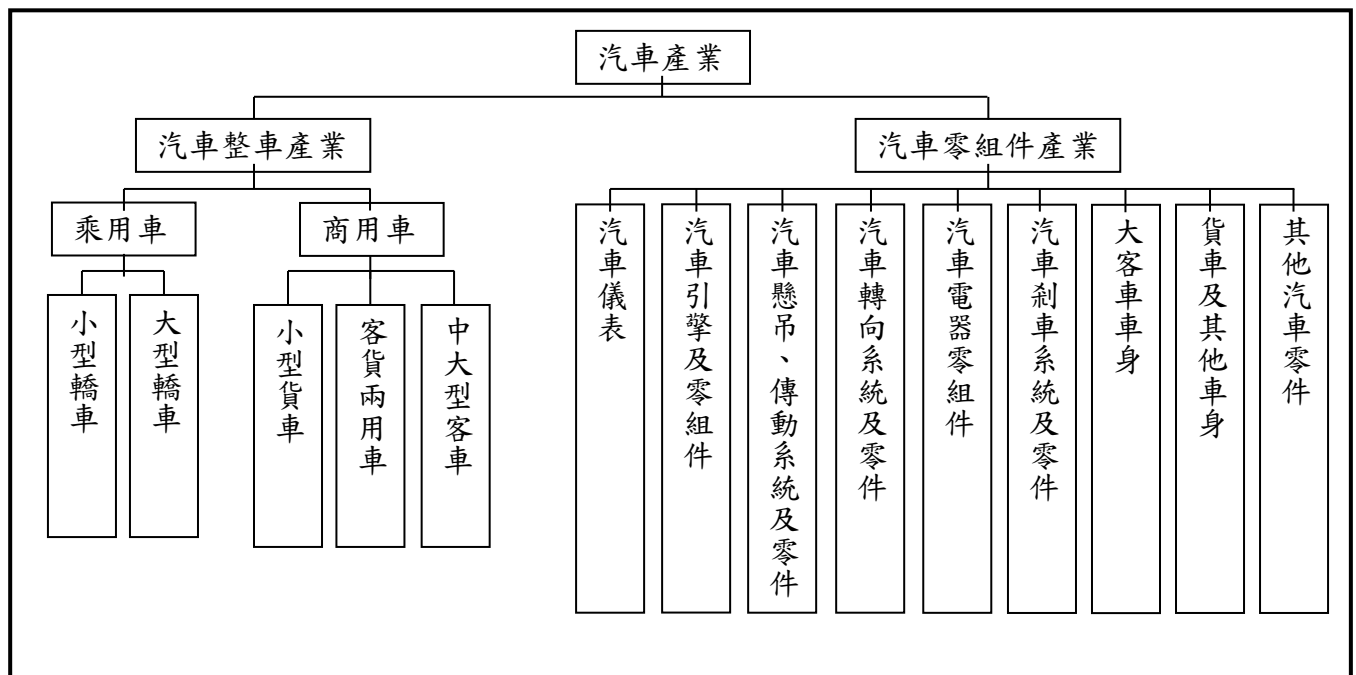 汽車產業
汽車整車產業
汽車零組件產業
乘用車
商用車
小型轎車
大型轎車
小型貨車
客貨兩用車
中大型客車
汽車儀表
汽車引擎及零組件
汽車懸吊、傳動系統及零件
汽車轉向系統及零件
汽車電器零組件
汽車剎車系統及零件
大客車車身
貨車及其他車身
其他汽車零件